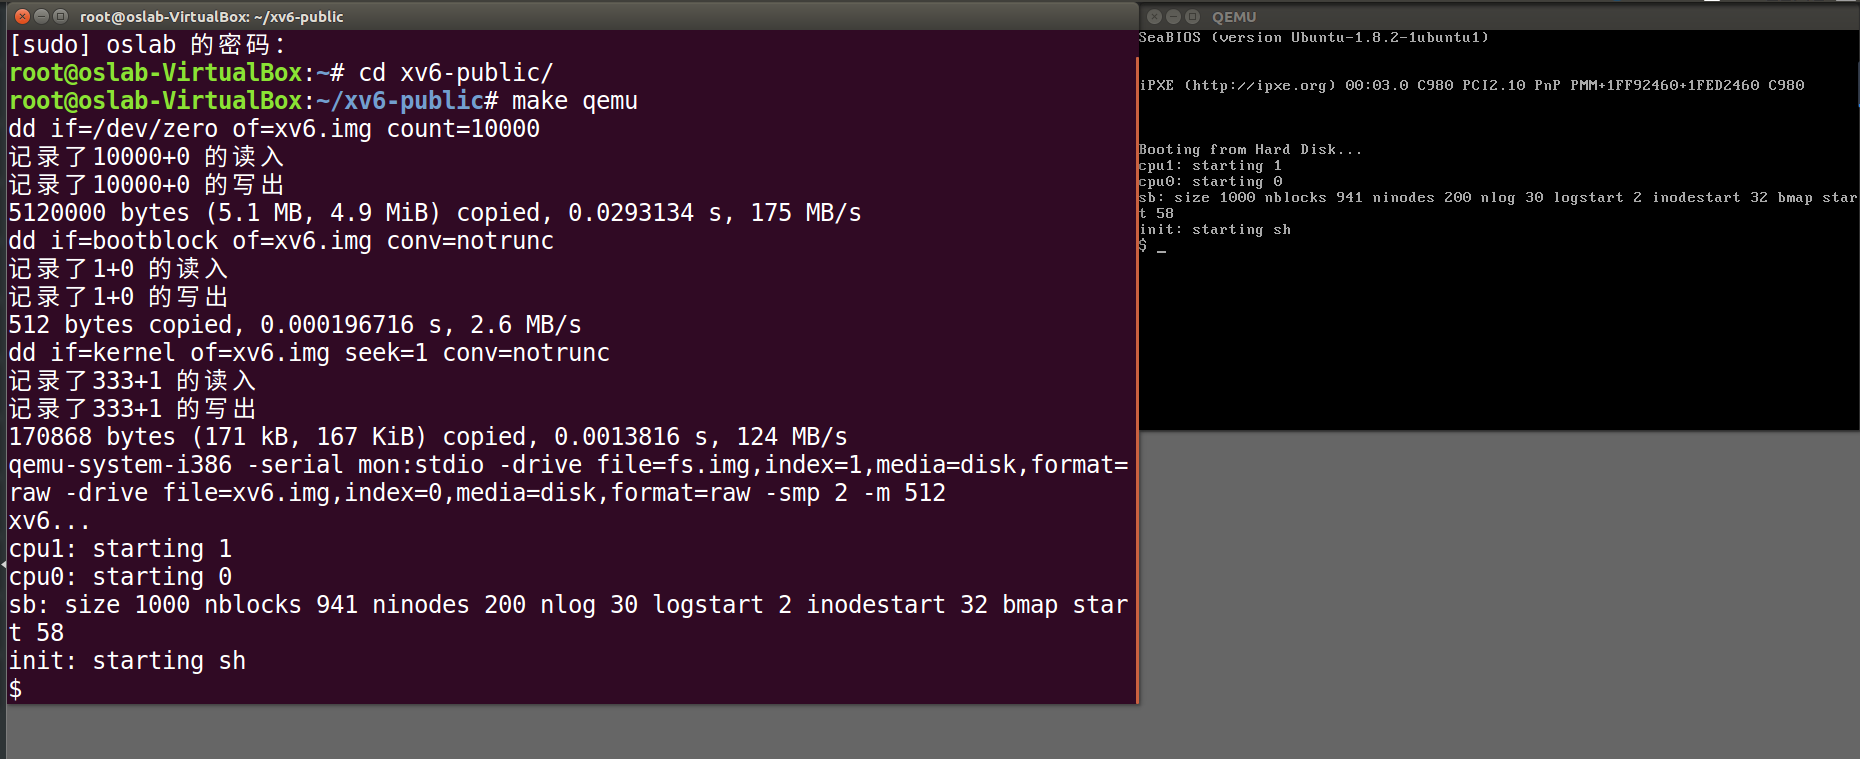 root@oslab-VirtualBox: ~/xv6-public
[sudo] oslab 的密码：
root@oslab-VirtualBox:~# cd xv6-public/
root@oslab-VirtualBox:~/xv6-public# make qemu
dd if=/dev/zero of=xv6.img count=10000
记录了10000+0 的读入
记录了10000+0 的写出
5120000 bytes (5.1 MB, 4.9 MiB) copied, 0.0293134 s, 175 MB/s
dd if=bootblock of=xv6.img conv=notrunc
记录了1+0 的读入
记录了1+0 的写出
512 bytes copied, 0.000196716 s, 2.6 MB/s
dd if=kernel of=xv6.img seek=1 conv=notrunc
记录了333+1 的读入
记录了333+1 的写出
170868 bytes (171 kB, 167 KiB) copied, 0.0013816 s, 124 MB/s
qemu-system-i386 -serial mon:stdio -drive file=fs.img,index=1,media=disk,format=
raw -drive file=xv6.img,index=0,media=disk,format=raw -smp 2 -m 512
xv6...
cpu1: starting 1
cpu0: starting 0
sb: size 1000 nblocks 941 ninodes 200 nlog 30 logstart 2 inodestart 32 bmap star
t 58
init: starting sh
$
QEMU
SeaBIOS (version Ubuntu-1.8.2-1ubuntu1)
iPXE (http://ipxe.org) 00:03.0 C980 PCI2.10 PnP PMM+1FF92460+1FED2460 C980
Booting from Hard Disk...
cpu1: starting 1
cpu0: starting 0
sb: size 1000 nblocks 941 ninodes 200 nlog 30 logstart 2 inodestart 32 bmap star
t 58
init: starting sh
$ _